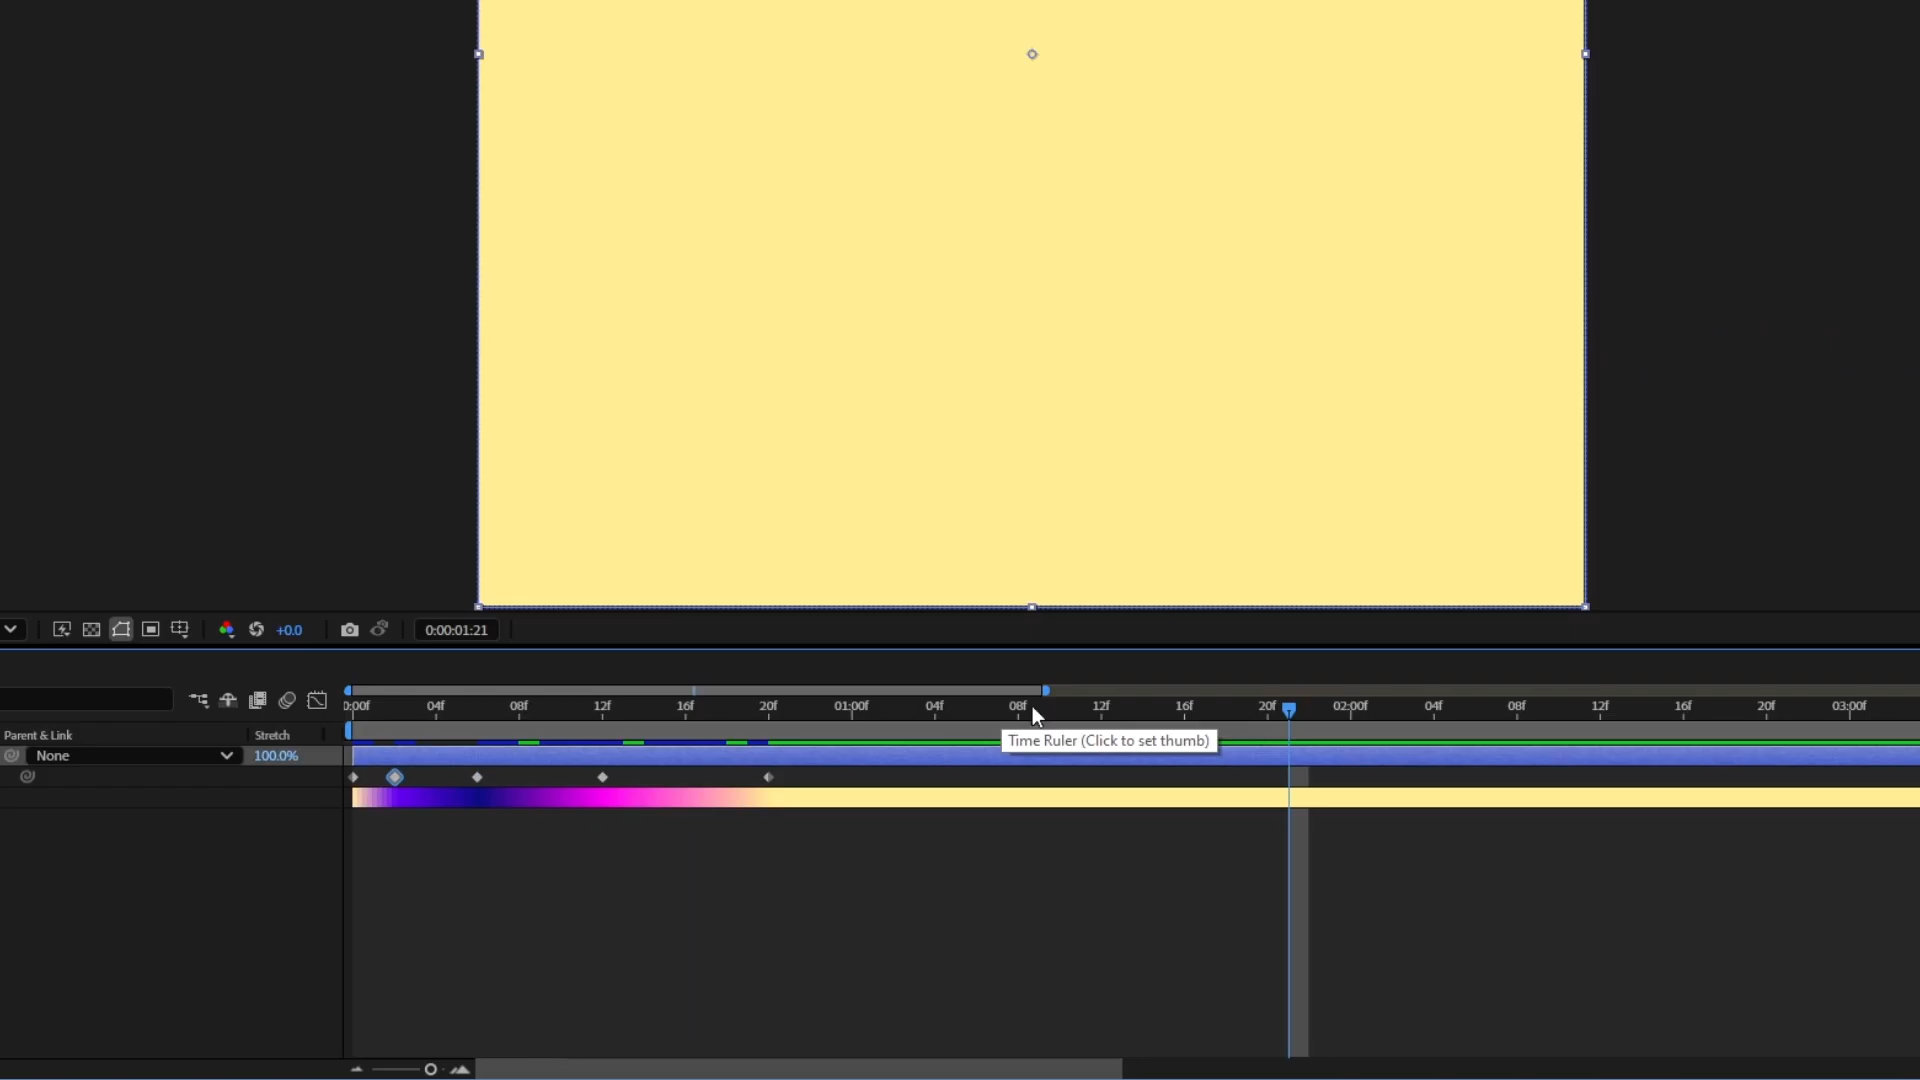 +0.0 0:00:01:21
0:00f 04f 08f 12f 16f 20f 01:00f 04f 08f 12f 16f 20f 02:00f 04f 08f 12f 16f 20f 03:00f
Parent & Link Stretch
Time Ruler (Click to set thumb)
None 100.0%